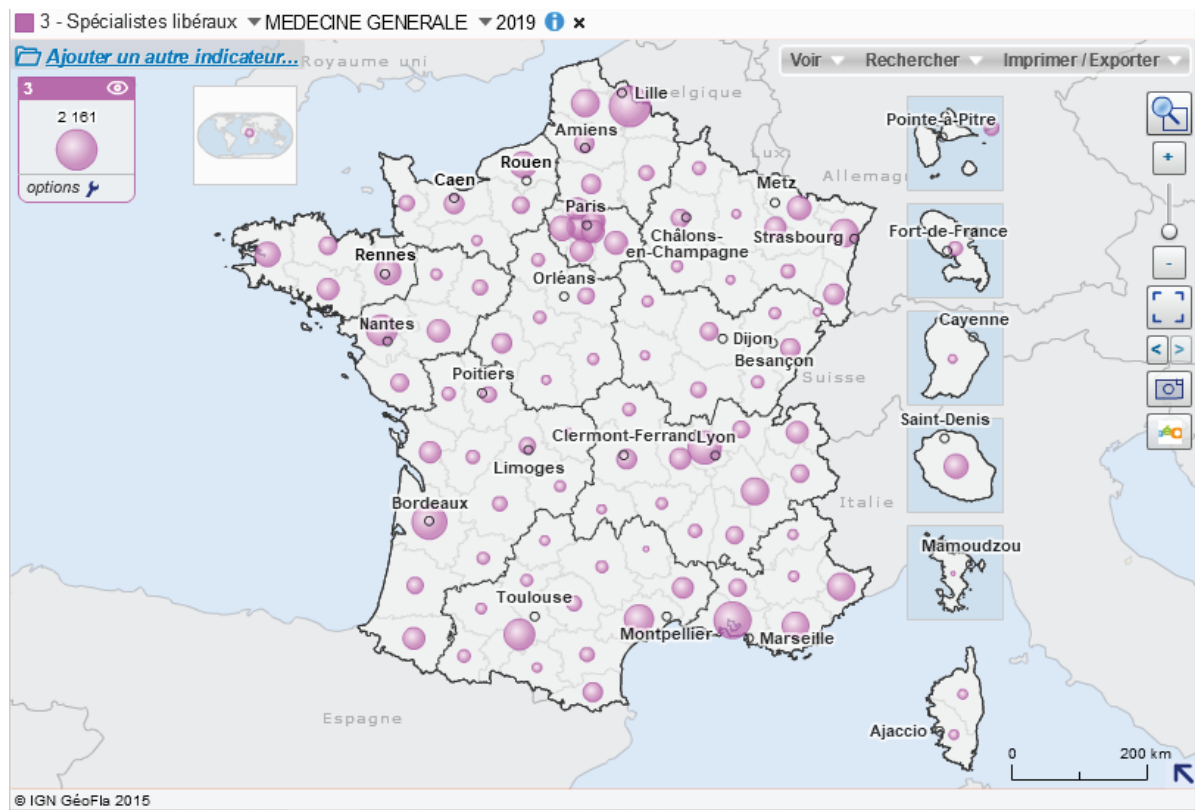 3 - Spécialistes libéraux MEDECINE GENERALE 2019 i ×
Ajouter un autre indicateur...
Royaume uni
Voir Rechercher Imprimer / Exporter
3
2 161
options
Lille
elgique
Pointe-à-Pitre
Amiens
Lux
Rouen
Allemag
Caen
Metz
Paris
Fort-de-France
Châlons-
en-Champagne
Strasbourg
Rennes
Orléans
Cayenne
Nantes
Dijon
Besançon
Poitiers
Suisse
Saint-Denis
Clermont-Ferrand
Lyon
Limoges
Italie
Bordeaux
Mamoudzou
Toulouse
Montpellier
Marseille
Espagne
Ajaccio
0 200 km
© IGN GéoFla 2015